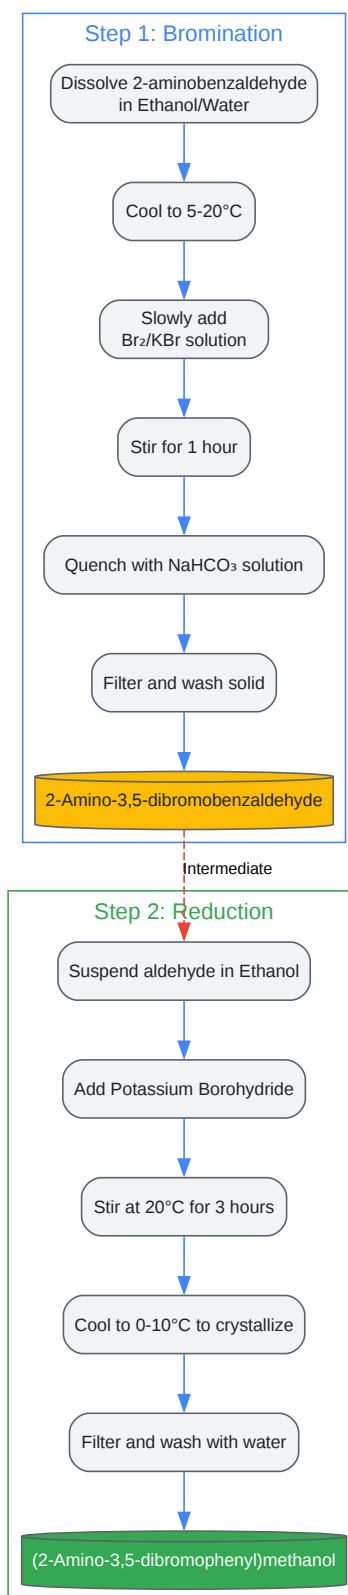 Step 1: Bromination
Dissolve 2-aminobenzaldehyde
in Ethanol/Water
Cool to 5-20°C
Slowly add
Br₂/KBr solution
Stir for 1 hour
Quench with NaHCO₃ solution
Filter and wash solid
2-Amino-3,5-dibromobenzaldehyde
Intermediate
Step 2: Reduction
Suspend aldehyde in Ethanol
Add Potassium Borohydride
Stir at 20°C for 3 hours
Cool to 0-10°C to crystallize
Filter and wash with water
(2-Amino-3,5-dibromophenyl)methanol